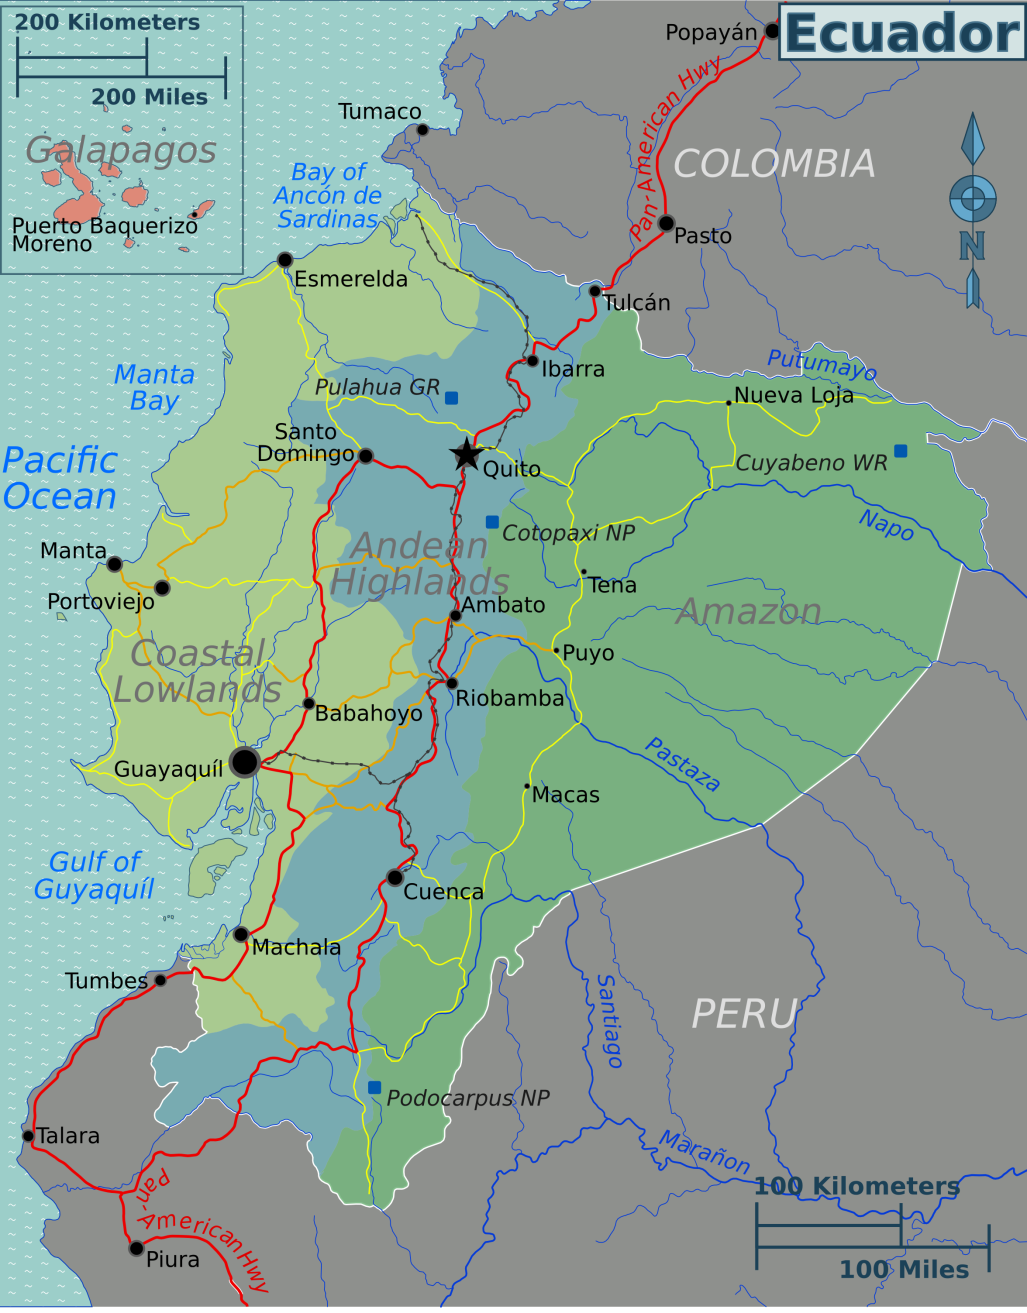 200 Kilometers
200 Miles
Galapagos
Puerto Baquerizo
Moreno
Ecuador
Popayán
Pan-American Hwy
Tumaco
COLOMBIA
Bay of
Ancón de
Sardinas
Pasto
N
Esmerelda
Tulcán
Manta
Bay
Ibarra
Putumayo
Pulahua GR
Nueva Loja
Santo
Domingo
Pacific
Ocean
Quito
Cuyabeno WR
Napo
Cotopaxi NP
Manta
Andean
Highlands
Portoviejo
Tena
Ambato
Amazon
Coastal
Lowlands
Puyo
Riobamba
Babahoyo
Guayaquíl
Pastaza
Macas
Gulf of
Guyaquíl
Cuenca
Machala
Tumbes
Santiago
PERU
Podocarpus NP
Talara
Marañon
Pan-American Hwy
100 Kilometers
Piura
100 Miles